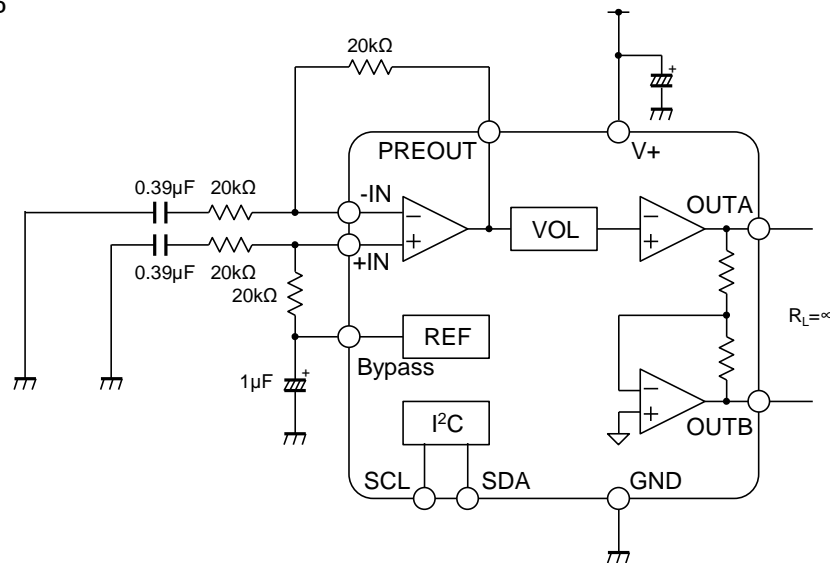 20kΩ
+
PREOUT
V+
0.39µF
20kΩ
-IN
−
+
VOL
−
+
OUTA
+IN
0.39µF
20kΩ
20kΩ
REF
R_L=∞
Bypass
1µF
+
−
+
OUTB
I²C
SCL
SDA
GND